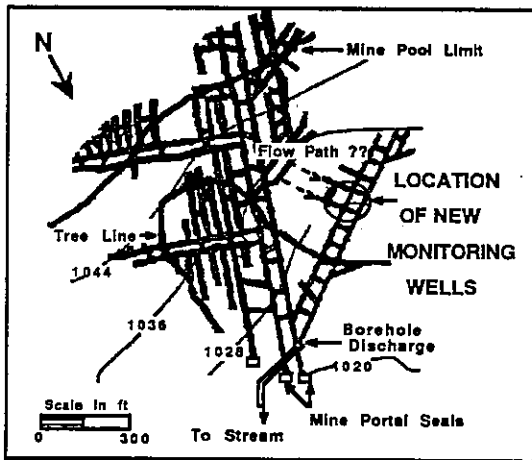 N
Mine Pool Limit
Flow Path ??
LOCATION
OF NEW
MONITORING
WELLS
Tree Line
1044
1036
1028
Borehole
Discharge
1020
Scale in ft
0 300
To Stream
Mine Portal Seals